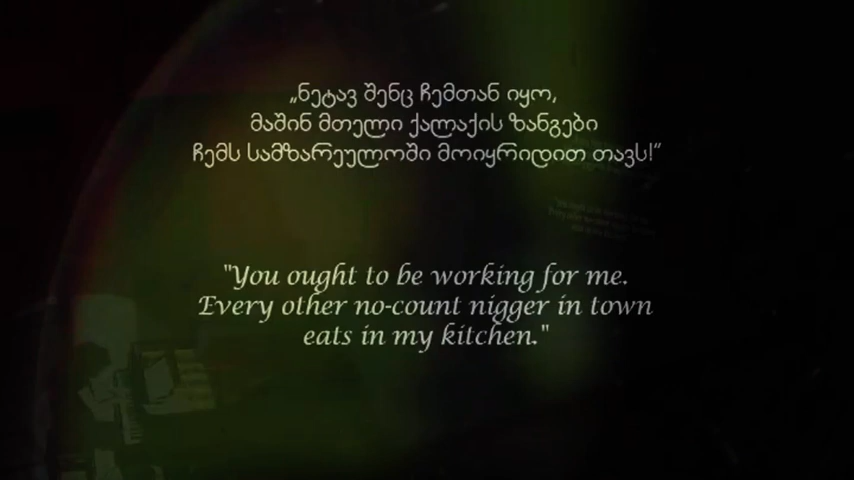 „ნეტავ შენც ჩემთან იყო,
მაშინ მთელი ქალაქის ზანგები
ჩემს სამზარეულოში მოიყრიდით თავს!“
"You ought to be working for me.
Every other no-count nigger in town
eats in my kitchen."